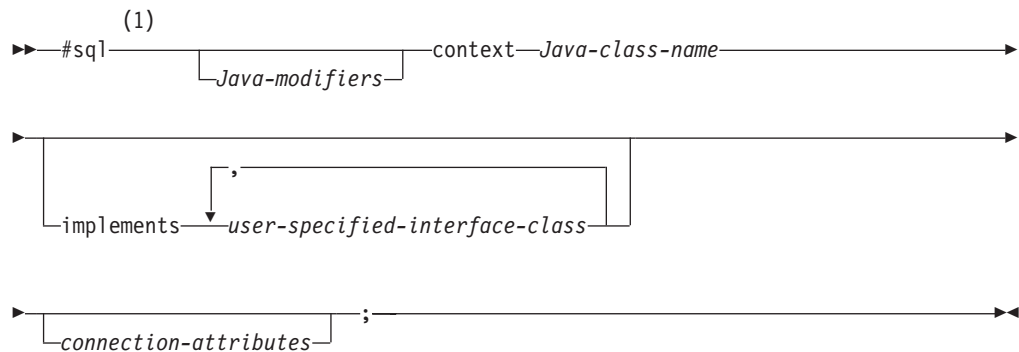 (1)
#sql context Java-class-name
Java-modifiers
,
implements user-specified-interface-class
;
connection-attributes